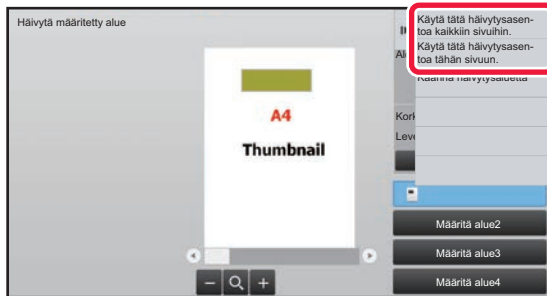 Häivytä määritetty alue
Käytä tätä häivytysasen-
toa kaikkiin sivuihin.
Käytä tätä häivytysasen-
toa tähän sivuun.
Käännä häivytysaluetta
A4
Thumbnail
Kork
Leve
Määritä alue2
Määritä alue3
Määritä alue4